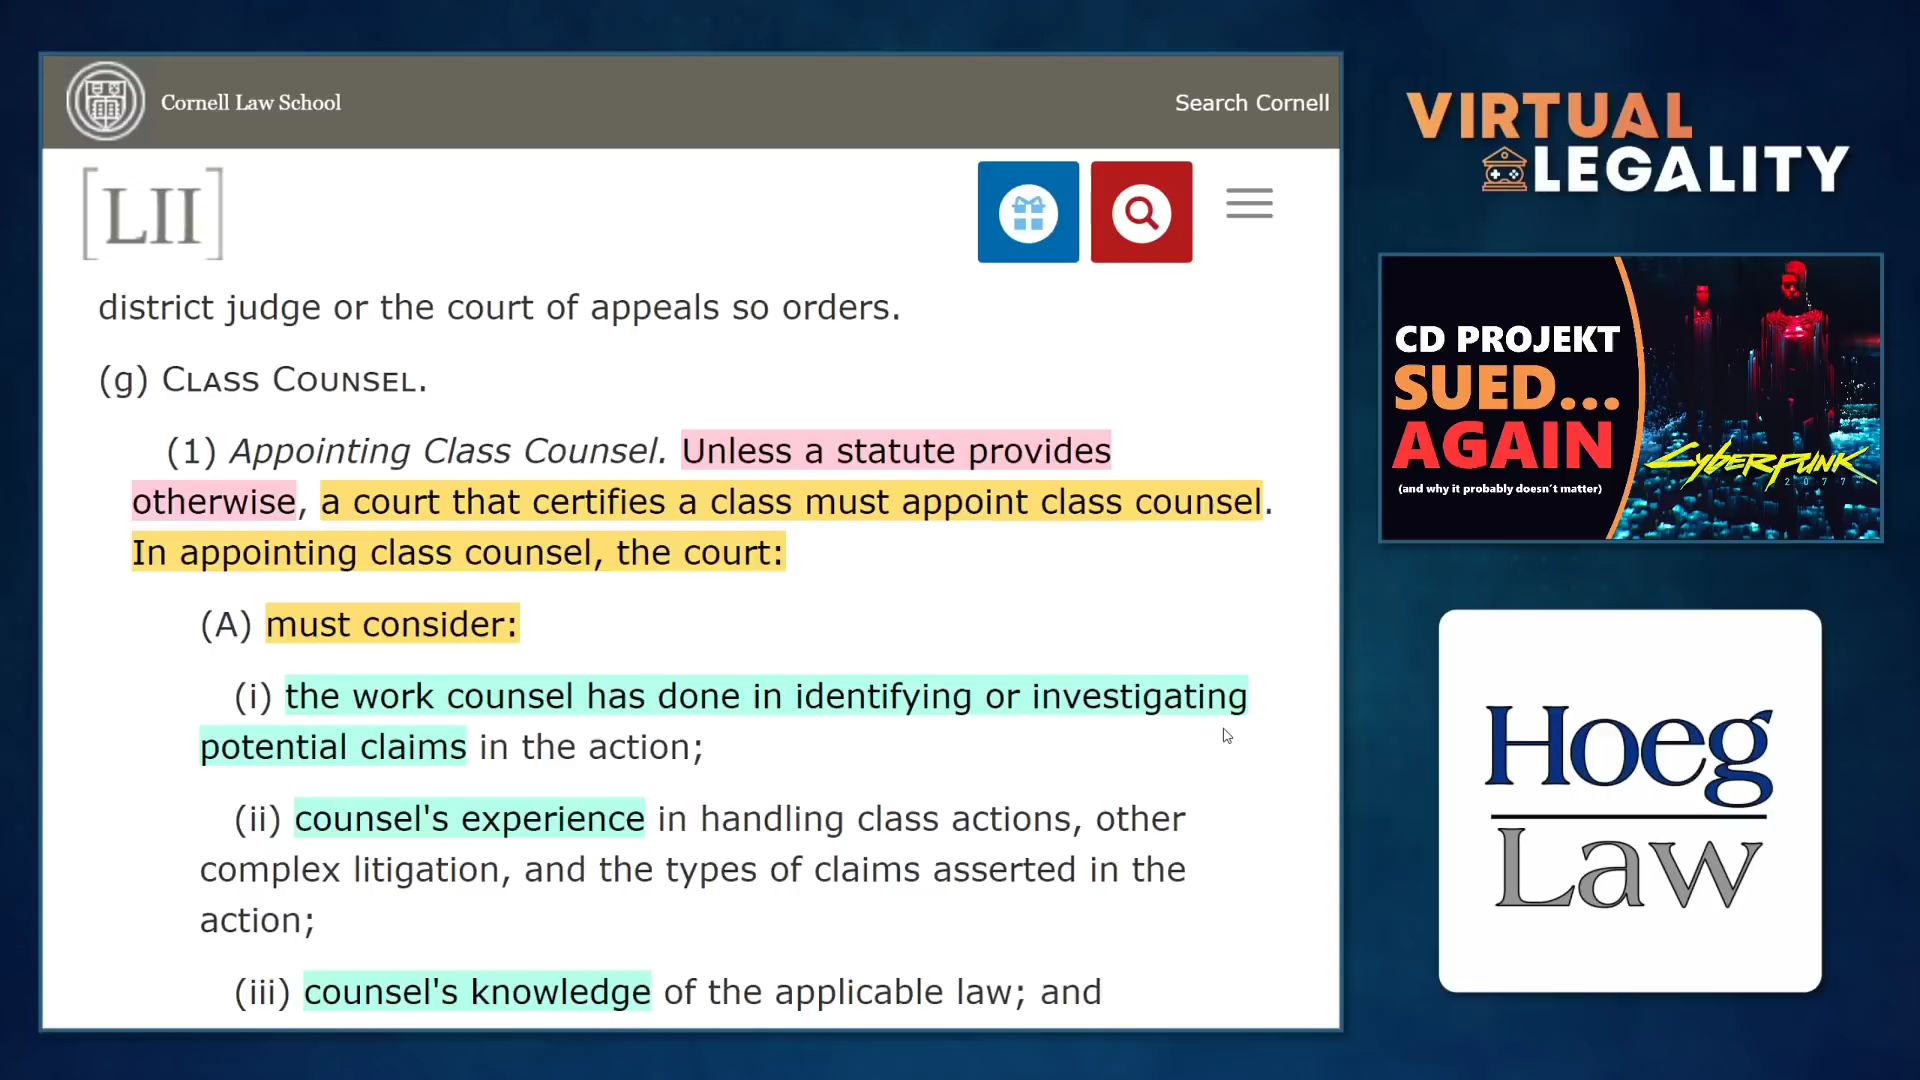 Cornell Law School
Search Cornell
[LII]
district judge or the court of appeals so orders.
(g) CLASS COUNSEL.
(1) Appointing Class Counsel. Unless a statute provides
otherwise, a court that certifies a class must appoint class counsel.
In appointing class counsel, the court:
(A) must consider:
(i) the work counsel has done in identifying or investigating
potential claims in the action;
(ii) counsel's experience in handling class actions, other
complex litigation, and the types of claims asserted in the
action;
(iii) counsel's knowledge of the applicable law; and
VIRTUAL
LEGALITY
CD PROJEKT
SUED...
AGAIN
(and why it probably doesn't matter)
CYBERPUNK
2077
Hoeg
Law